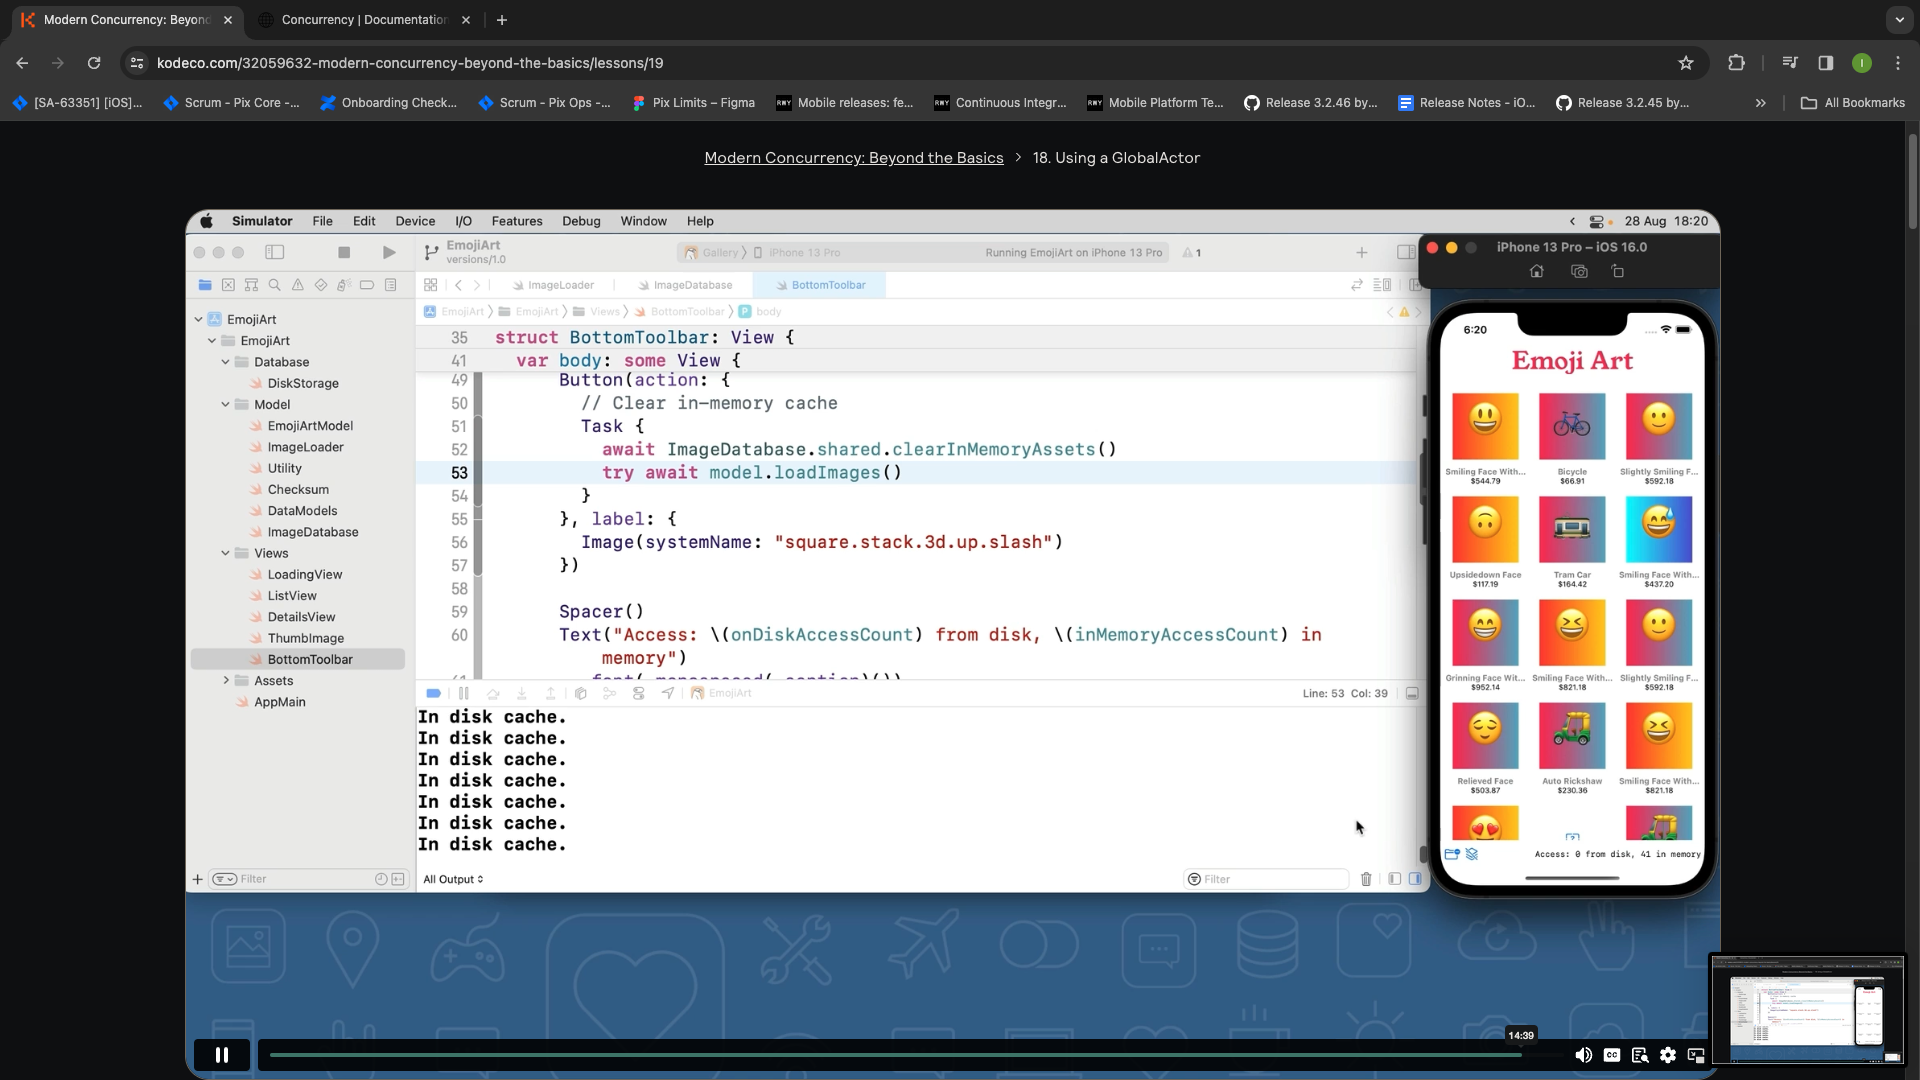 Modern Concurrency: Beyond
Concurrency | Documentation
kodeco.com/32059632-modern-concurrency-beyond-the-basics/lessons/19
I
[SA-63351] [iOS]...
Scrum - Pix Core -...
Onboarding Check...
Scrum - Pix Ops -...
Pix Limits – Figma
RWY
Mobile releases: fe...
RWY
Continuous Integr...
RWY
Mobile Platform Te...
Release 3.2.46 by...
Release Notes - iO...
Release 3.2.45 by...
»
All Bookmarks
Modern Concurrency: Beyond the Basics > 18. Using a GlobalActor
Simulator File Edit Device I/O Features Debug Window Help
28 Aug 18:20
EmojiArt
versions/1.0
Gallery
iPhone 13 Pro
Running EmojiArt on iPhone 13 Pro
1
ImageLoader
ImageDatabase
BottomToolbar
EmojiArt
EmojiArt
Views
BottomToolbar
P body
EmojiArt
EmojiArt
Database
DiskStorage
Model
EmojiArtModel
ImageLoader
Utility
Checksum
DataModels
ImageDatabase
Views
LoadingView
ListView
DetailsView
ThumbImage
BottomToolbar
Assets
AppMain
Filter
35 struct BottomToolbar: View {
41 var body: some View {
49 Button(action: {
50 // Clear in-memory cache
51 Task {
52 await ImageDatabase.shared.clearInMemoryAssets()
53 try await model.loadImages()
54 }
55 }, label: {
56 Image(systemName: "square.stack.3d.up.slash")
57 })
58
59 Spacer()
60 Text("Access: \(onDiskAccessCount) from disk, \(inMemoryAccessCount) in
memory")
EmojiArt
Line: 53 Col: 39
In disk cache.
In disk cache.
In disk cache.
In disk cache.
In disk cache.
In disk cache.
In disk cache.
All Output
Filter
iPhone 13 Pro – iOS 16.0
6:20
Emoji Art
Smiling Face With...
$544.79
Bicycle
$66.91
Slightly Smiling F...
$592.18
Upsidedown Face
$117.19
Tram Car
$164.42
Smiling Face With...
$437.20
Grinning Face Wit...
$952.14
Smiling Face With...
$821.18
Slightly Smiling F...
$592.18
Relieved Face
$503.87
Auto Rickshaw
$230.36
Smiling Face With...
$821.18
Access: 0 from disk, 41 in memory
14:39
CC